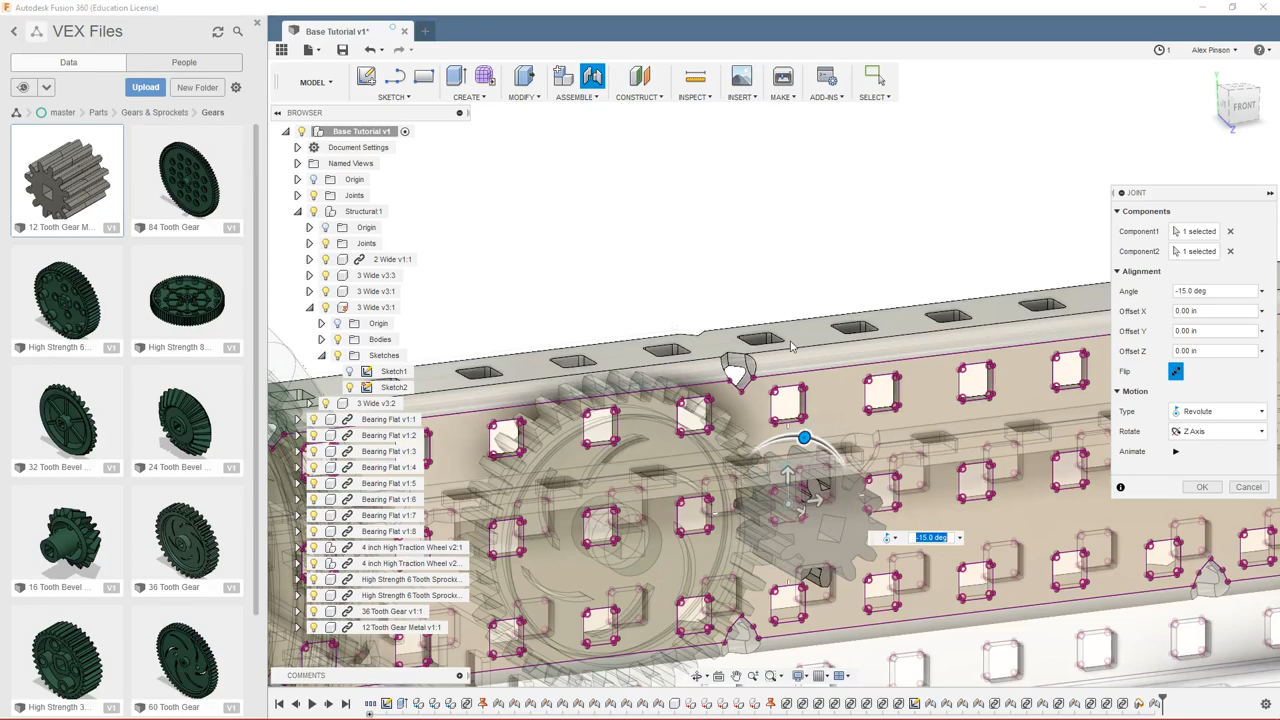 Autodesk Fusion 360 (Education License)
VEX Files
Base Tutorial v1*
Data
People
1
Alex Pinson
Upload
New Folder
MODEL
SKETCH
CREATE
MODIFY
ASSEMBLE
CONSTRUCT
INSPECT
INSERT
MAKE
ADD-INS
SELECT
master
Parts
Gears & Sprockets
Gears
12 Tooth Gear M...
V1
84 Tooth Gear
V1
High Strength 6...
V1
High Strength 8...
V1
32 Tooth Bevel ...
V1
24 Tooth Bevel ...
V1
16 Tooth Bevel ...
V1
36 Tooth Gear
V1
High Strength 3...
V1
60 Tooth Gear
V1
BROWSER
Base Tutorial v1
Document Settings
Named Views
Origin
Joints
Structural:1
Origin
Joints
2 Wide v1:1
3 Wide v3:3
3 Wide v3:1
3 Wide v3:1
Origin
Bodies
Sketches
Sketch1
Sketch2
3 Wide v3:2
Bearing Flat v1:1
Bearing Flat v1:2
Bearing Flat v1:3
Bearing Flat v1:4
Bearing Flat v1:5
Bearing Flat v1:6
Bearing Flat v1:7
Bearing Flat v1:8
4 inch High Traction Wheel v2:1
4 inch High Traction Wheel v2...
High Strength 6 Tooth Sprocke...
High Strength 6 Tooth Sprocke...
36 Tooth Gear v1:1
12 Tooth Gear Metal v1:1
COMMENTS
-15.0 deg
Y
FRONT
Z
JOINT
Components
Component1
1 selected
Component2
1 selected
Alignment
Angle
-15.0 deg
Offset X
0.00 in
Offset Y
0.00 in
Offset Z
0.00 in
Flip
Motion
Type
Revolute
Rotate
Z Axis
Animate
OK
Cancel